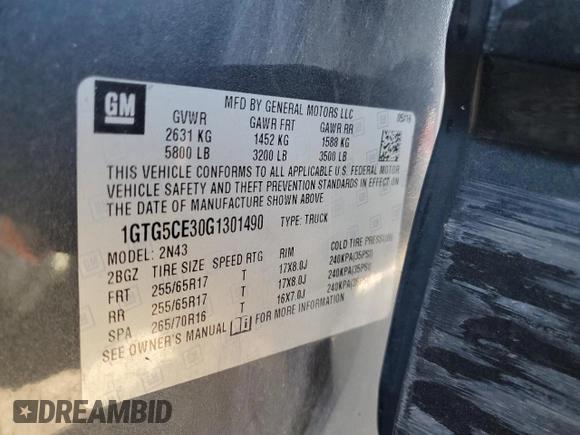 GM
MFD BY GENERAL MOTORS LLC
05/16
GVWR GAWR FRT GAWR RR
2631 KG 1452 KG 1588 KG
5800 LB 3200 LB 3500 LB
THIS VEHICLE CONFORMS TO ALL APPLICABLE U.S. FEDERAL MOTOR
VEHICLE SAFETY AND THEFT PREVENTION STANDARDS IN EFFECT ON
THE DATE OF MANUFACTURE SHOWN ABOVE.
1GTG5CE30G1301490 TYPE: TRUCK
MODEL: 2N43
2BGZ TIRE SIZE SPEED RTG RIM COLD TIRE PRESSURE
FRT 255/65R17 T 17X8.0J 240KPA(35PSI)
RR 255/65R17 T 17X8.0J 240KPA(35PSI)
SPA 265/70R16 T 16X7.0J 240KPA(35PSI)
SEE OWNER'S MANUAL FOR MORE INFORMATION
DREAMBID